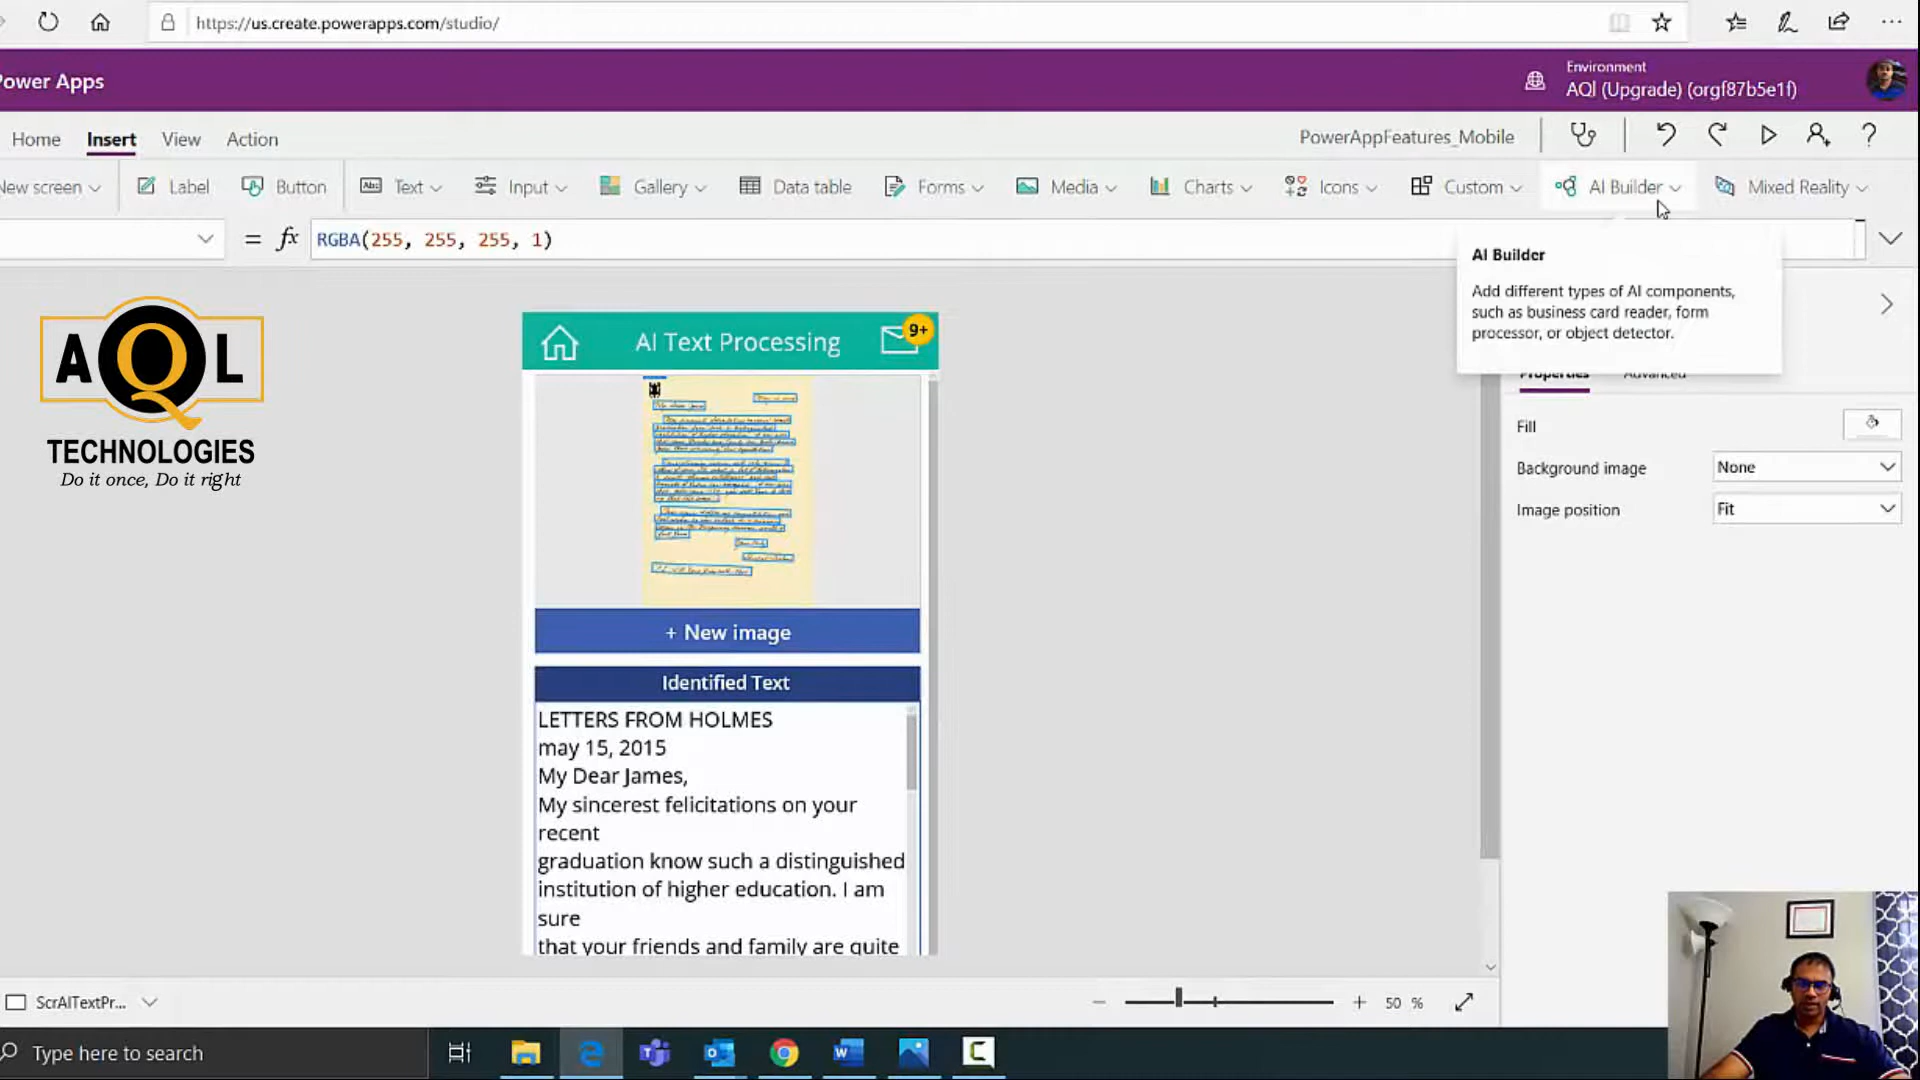 https://us.create.powerapps.com/studio/
Power Apps
Environment
AQl (Upgrade) (orgf87b5e1f)
Home Insert View Action
PowerAppFeatures_Mobile
New screen Label Button Text Input Gallery Data table Forms Media Charts Icons Custom AI Builder Mixed Reality
= fx RGBA(255, 255, 255, 1)
AI Builder
Add different types of AI components,
such as business card reader, form
processor, or object detector.
Properties Advanced
Fill
Background image None
Image position Fit
AQL
TECHNOLOGIES
Do it once, Do it right
AI Text Processing 9+
+ New image
Identified Text
LETTERS FROM HOLMES
may 15, 2015
My Dear James,
My sincerest felicitations on your
recent
graduation know such a distinguished
institution of higher education. I am
sure
that your friends and family are quite
ScrAITextPr...
50 %
Type here to search